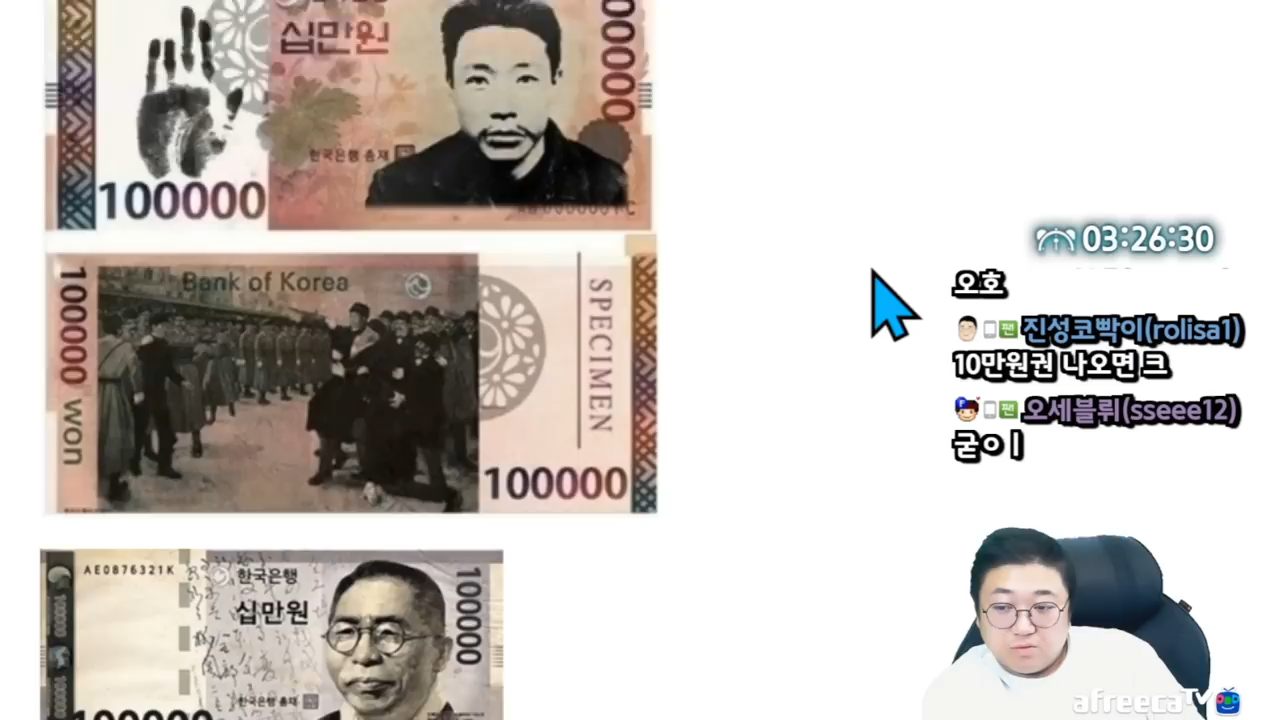 십만원
한국은행 총재
100000
00000
Bank of Korea
100000 won
SPECIMEN
100000
AE0876321K
한국은행
십만원
100000
한국은행 총재
100000
100000
100000
03:26:30
오호
진성코빡이(rolisa1)
10만원권 나오면 크
오세블뤼(sseee12)
굳ㅇㅣ
afreecaTV